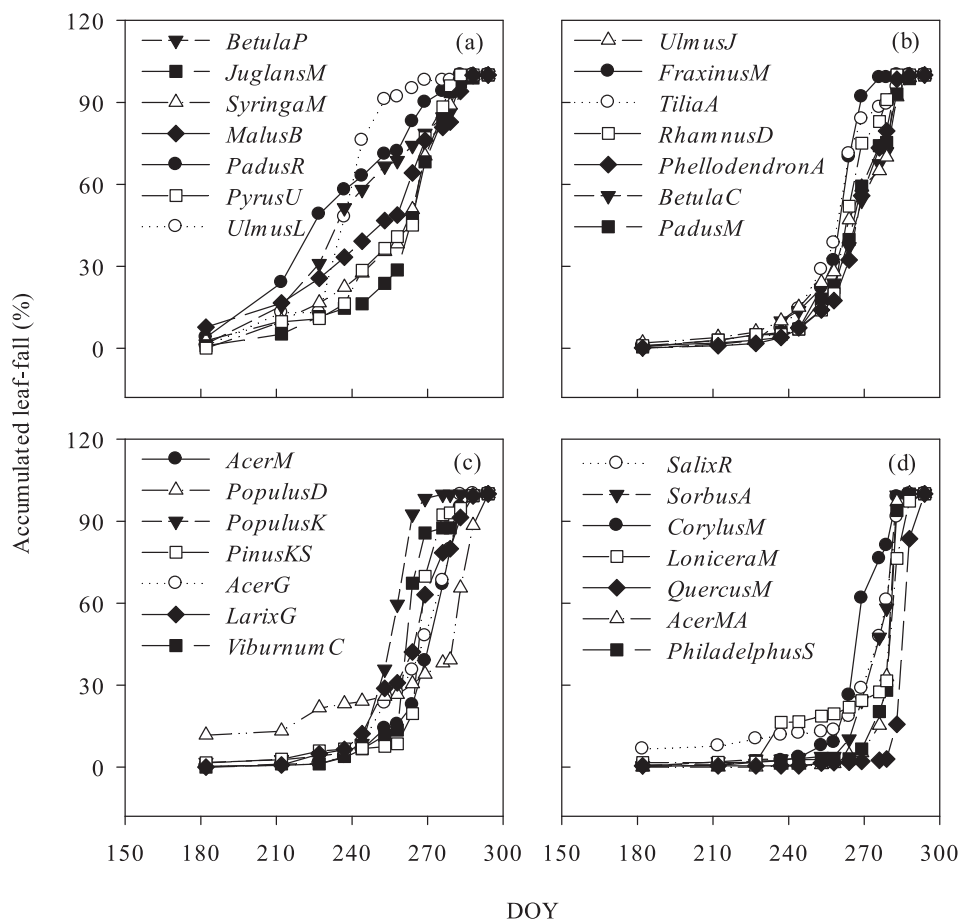 Accumulated leaf-fall (%)
120
90
60
30
0
BetulaP
JuglansM
SyringaM
MalusB
PadusR
PyrusU
UlmusL
(a)
UlmusJ
FraxinusM
TiliaA
RhamnusD
PhellodendronA
BetulaC
PadusM
(b)
120
90
60
30
0
AcerM
PopulusD
PopulusK
PinusKS
AcerG
LarixG
Viburnum C
(c)
SalixR
SorbusA
CorylusM
LoniceraM
QuercusM
AcerMA
PhiladelphusS
(d)
150 180 210 240 270 300
150 180 210 240 270 300
DOY